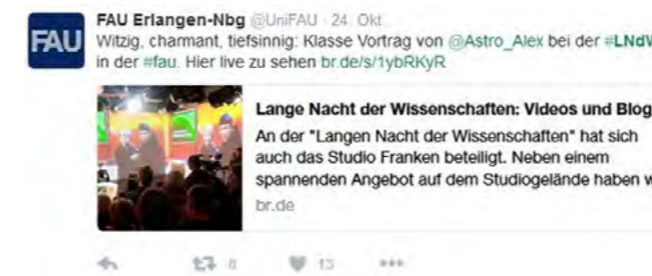 FAU
FAU Erlangen-Nbg @UniFAU · 24. Okt
Witzig, charmant, tiefsinnig: Klasse Vortrag von @Astro_Alex bei der #LNdW
in der #fau. Hier live zu sehen br.de/s/1ybRKyR
Lange Nacht der Wissenschaften: Videos und Blog
An der "Langen Nacht der Wissenschaften" hat sich
auch das Studio Franken beteiligt. Neben einem
spannenden Angebot auf dem Studiogelände haben w
br.de
8 13